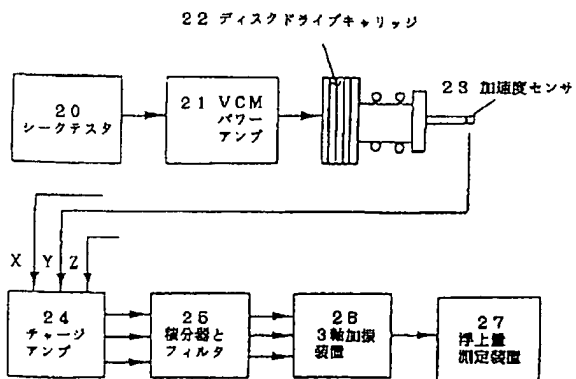 22 ディスクドライブキャリッジ
20
シークテスタ
21 VCM
パワー
アンプ
23 加速度センサ
X Y Z
24
チャージ
アンプ
25
積分器と
フィルタ
26
3軸加振
装置
27
浮上量
測定装置